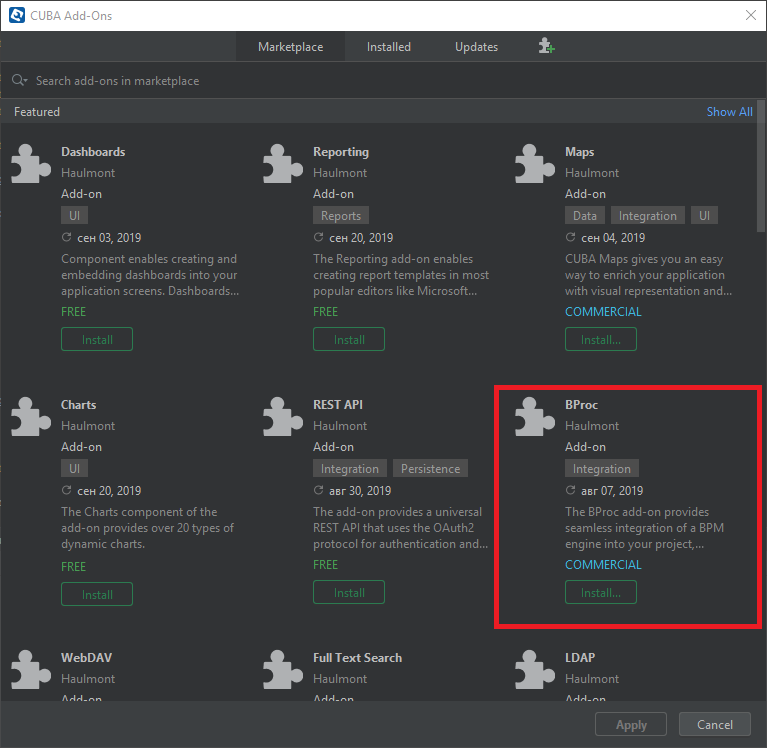 CUBA Add-Ons
Marketplace
Installed
Updates
Search add-ons in marketplace
Featured
Show All
Dashboards
Haulmont
Add-on
UI
сен 03, 2019
Component enables creating and
embedding dashboards into your
application screens. Dashboards...
FREE
Install
Reporting
Haulmont
Add-on
Reports
сен 20, 2019
The Reporting add-on enables
creating report templates in most
popular editors like Microsoft...
FREE
Install
Maps
Haulmont
Add-on
Data Integration UI
сен 04, 2019
CUBA Maps gives you an easy
way to enrich your application
with visual representation and...
COMMERCIAL
Install...
Charts
Haulmont
Add-on
UI
сен 20, 2019
The Charts component of the
add-on provides over 20 types of
dynamic charts.
FREE
Install
REST API
Haulmont
Add-on
Integration Persistence
авг 30, 2019
The add-on provides a universal
REST API that uses the OAuth2
protocol for authentication and...
FREE
Install
BProc
Haulmont
Add-on
Integration
авг 07, 2019
The BProc add-on provides
seamless integration of a BPM
engine into your project,...
COMMERCIAL
Install...
WebDAV
Haulmont
Add-on
Full Text Search
Haulmont
Add-on
LDAP
Haulmont
Add-on
Apply
Cancel